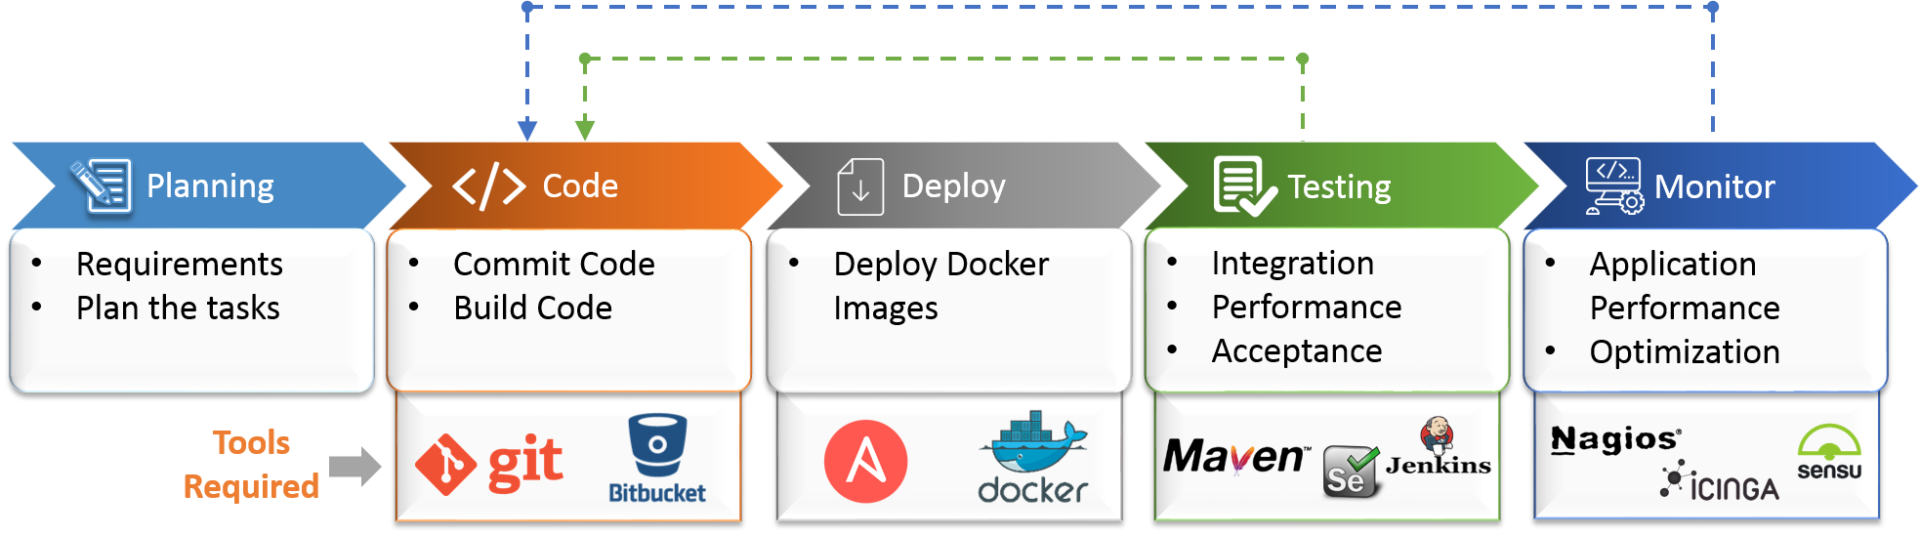 Planning
</> Code
Deploy
Testing
</>... Monitor
• Requirements
• Plan the tasks
• Commit Code
• Build Code
• Deploy Docker
Images
• Integration
• Performance
• Acceptance
• Application
Performance
• Optimization
Tools
Required
git
Bitbucket
A
docker
Maven™
Se
Jenkins
Nagios®
ICINGA
sensu